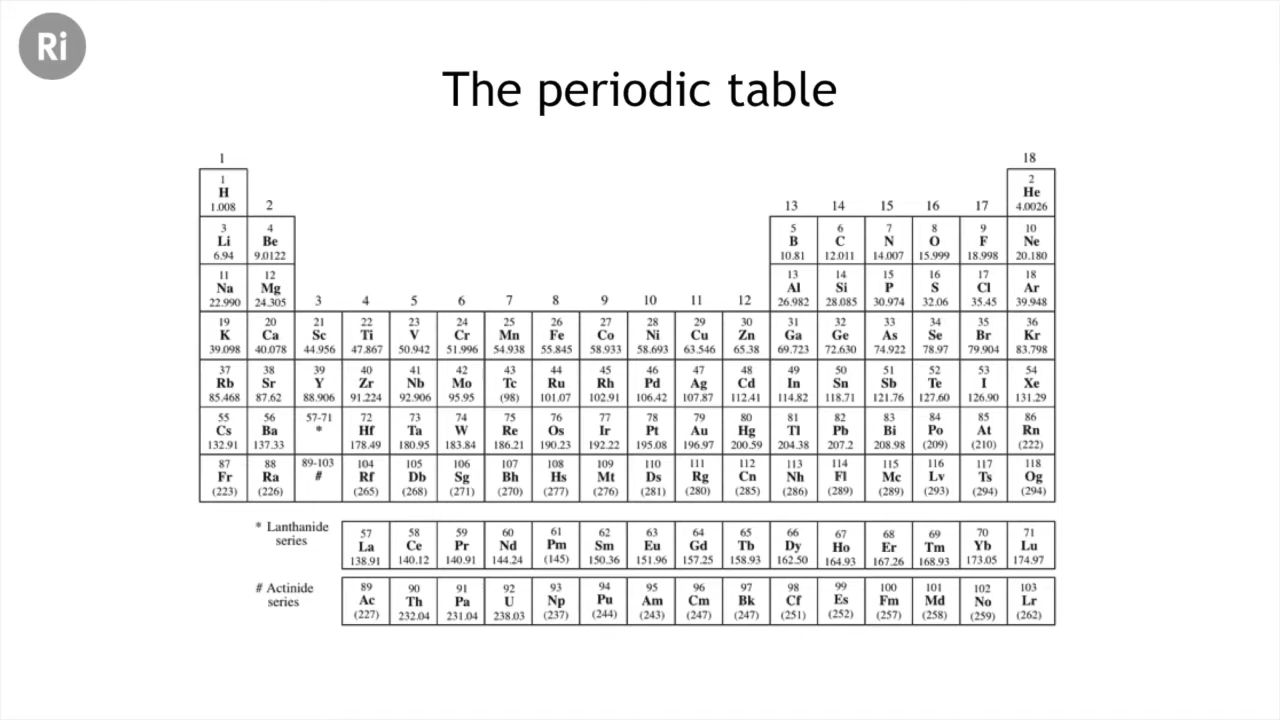 Ri
The periodic table
1 18
1 2
H He
1.008 2 13 14 15 16 17 4.0026
3 4 5 6 7 8 9 10
Li Be B C N O F Ne
6.94 9.0122 10.81 12.011 14.007 15.999 18.998 20.180
11 12 13 14 15 16 17 18
Na Mg Al Si P S Cl Ar
22.990 24.305 3 4 5 6 7 8 9 10 11 12 26.982 28.085 30.974 32.06 35.45 39.948
19 20 21 22 23 24 25 26 27 28 29 30 31 32 33 34 35 36
K Ca Sc Ti V Cr Mn Fe Co Ni Cu Zn Ga Ge As Se Br Kr
39.098 40.078 44.956 47.867 50.942 51.996 54.938 55.845 58.933 58.693 63.546 65.38 69.723 72.630 74.922 78.97 79.904 83.798
37 38 39 40 41 42 43 44 45 46 47 48 49 50 51 52 53 54
Rb Sr Y Zr Nb Mo Tc Ru Rh Pd Ag Cd In Sn Sb Te I Xe
85.468 87.62 88.906 91.224 92.906 95.95 (98) 101.07 102.91 106.42 107.87 112.41 114.82 118.71 121.76 127.60 126.90 131.29
55 56 57-71 72 73 74 75 76 77 78 79 80 81 82 83 84 85 86
Cs Ba * Hf Ta W Re Os Ir Pt Au Hg Tl Pb Bi Po At Rn
132.91 137.33 178.49 180.95 183.84 186.21 190.23 192.22 195.08 196.97 200.59 204.38 207.2 208.98 (209) (210) (222)
87 88 89-103 104 105 106 107 108 109 110 111 112 113 114 115 116 117 118
Fr Ra # Rf Db Sg Bh Hs Mt Ds Rg Cn Nh Fl Mc Lv Ts Og
(223) (226) (265) (268) (271) (270) (277) (276) (281) (280) (285) (286) (289) (289) (293) (294) (294)
* Lanthanide
series
57 58 59 60 61 62 63 64 65 66 67 68 69 70 71
La Ce Pr Nd Pm Sm Eu Gd Tb Dy Ho Er Tm Yb Lu
138.91 140.12 140.91 144.24 (145) 150.36 151.96 157.25 158.93 162.50 164.93 167.26 168.93 173.05 174.97
# Actinide
series
89 90 91 92 93 94 95 96 97 98 99 100 101 102 103
Ac Th Pa U Np Pu Am Cm Bk Cf Es Fm Md No Lr
(227) 232.04 231.04 238.03 (237) (244) (243) (247) (247) (251) (252) (257) (258) (259) (262)